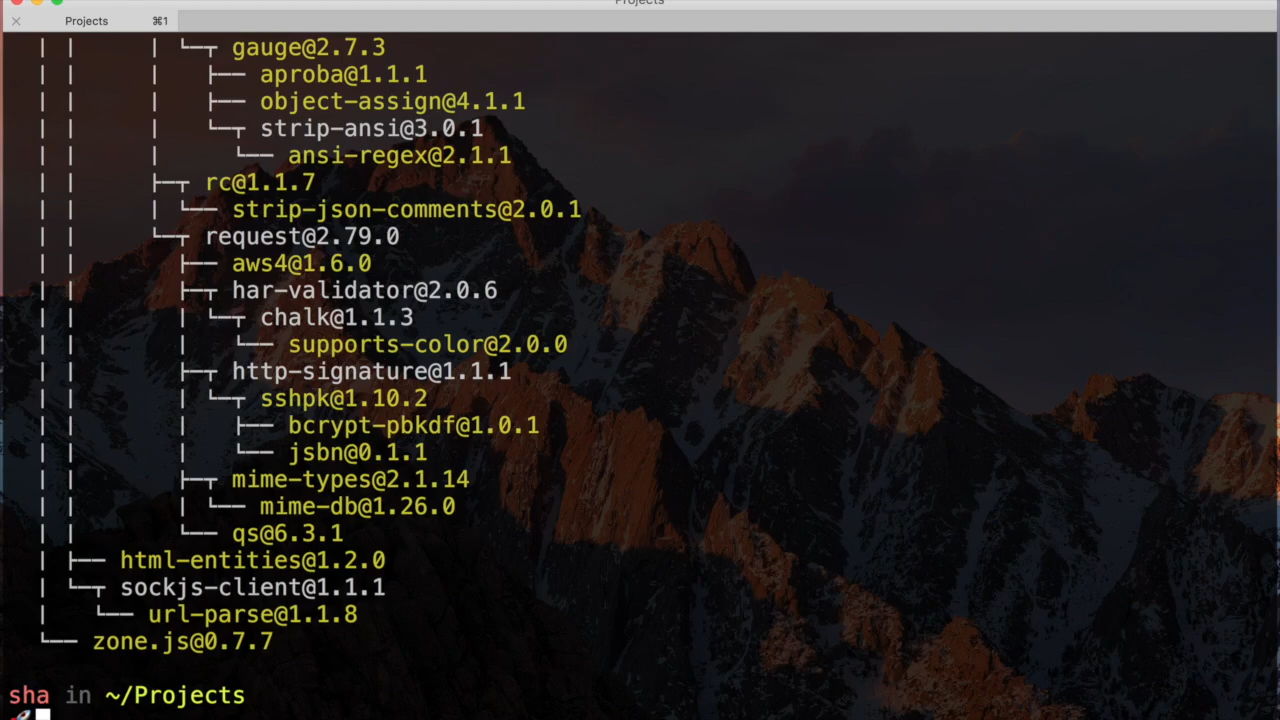 Projects
Projects ⌘1
│ │ │ └─┬ gauge@2.7.3
│ │ │ ├── aproba@1.1.1
│ │ │ ├── object-assign@4.1.1
│ │ │ └─┬ strip-ansi@3.0.1
│ │ │ └── ansi-regex@2.1.1
│ │ ├─┬ rc@1.1.7
│ │ │ └── strip-json-comments@2.0.1
│ │ └─┬ request@2.79.0
│ │ ├── aws4@1.6.0
│ │ ├─┬ har-validator@2.0.6
│ │ │ └─┬ chalk@1.1.3
│ │ │ └── supports-color@2.0.0
│ │ ├─┬ http-signature@1.1.1
│ │ │ └─┬ sshpk@1.10.2
│ │ │ ├── bcrypt-pbkdf@1.0.1
│ │ │ └── jsbn@0.1.1
│ │ ├─┬ mime-types@2.1.14
│ │ │ └── mime-db@1.26.0
│ │ └── qs@6.3.1
│ ├── html-entities@1.2.0
│ └─┬ sockjs-client@1.1.1
│ └── url-parse@1.1.8
└── zone.js@0.7.7
sha in ~/Projects